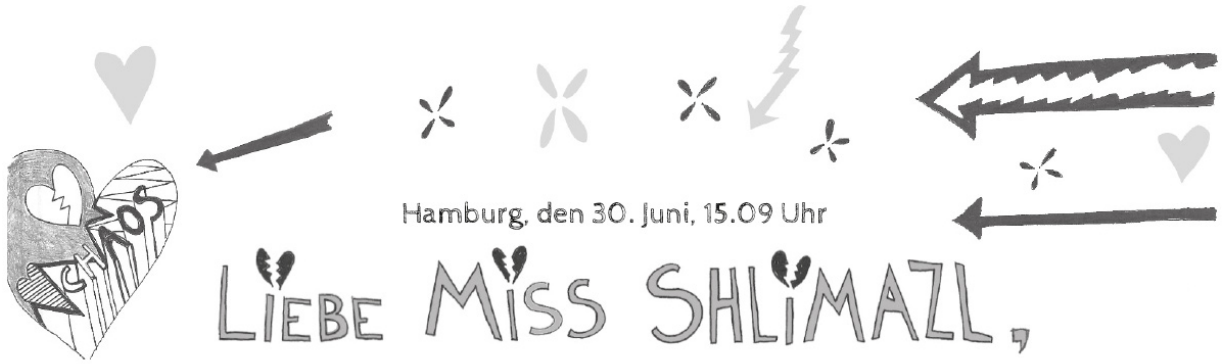 CHAOS
Hamburg, den 30. Juni, 15.09 Uhr
LiEBE MiSS SHLiMAZL,